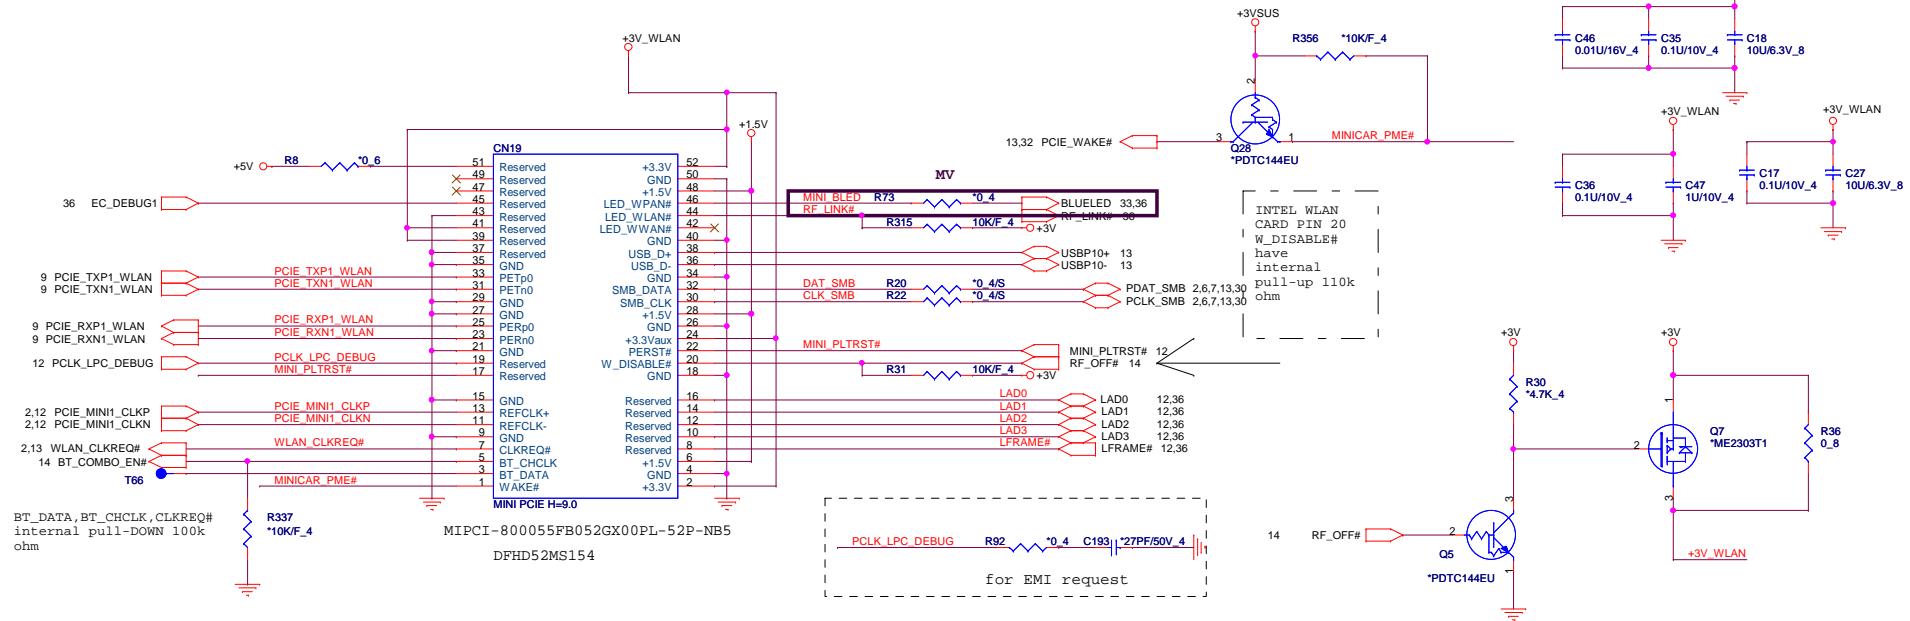 +3VSUS
R356 *10K/F_4
C46
0.01U/16V_4
C35
0.1U/10V_4
C18
10U/6.3V_8
+3V_WLAN
+1.5V
2
3
1
13,32 PCIE_WAKE#
MINICAR_PME#
Q28
*PDTC144EU
+3V_WLAN
+3V_WLAN
C36
0.1U/10V_4
C47
1U/10V_4
C17
0.1U/10V_4
C27
10U/6.3V_8
CN19
+5V R8 *0_6
51 Reserved
49 Reserved
47 Reserved
45 Reserved
43 Reserved
41 Reserved
39 Reserved
37 Reserved
35 GND
33 PETp0
31 PETn0
29 GND
27 GND
25 PERp0
23 PERn0
21 GND
19 Reserved
17 Reserved
15 GND
13 REFCLK+
11 REFCLK-
9 GND
7 CLKREQ#
5 BT_CHCLK
3 BT_DATA
1 WAKE#
+3.3V 52
GND 50
+1.5V 48
LED_WPAN# 46
LED_WLAN# 44
LED_WWAN# 42
GND 40
USB_D+ 38
USB_D- 36
GND 34
SMB_DATA 32
SMB_CLK 30
+1.5V 28
GND 26
+3.3Vaux 24
PERST# 22
W_DISABLE# 20
GND 18
Reserved 16
Reserved 14
Reserved 12
Reserved 10
Reserved 8
+1.5V 6
GND 4
+3.3V 2
MINI PCIE H=9.0
MIPCI-800055FB052GX00PL-52P-NB5
DFHD52MS154
36 EC_DEBUG1
9 PCIE_TXP1_WLAN PCIE_TXP1_WLAN
9 PCIE_TXN1_WLAN PCIE_TXN1_WLAN
9 PCIE_RXP1_WLAN PCIE_RXP1_WLAN
9 PCIE_RXN1_WLAN PCIE_RXN1_WLAN
12 PCLK_LPC_DEBUG PCLK_LPC_DEBUG
MINI_PLTRST#
2,12 PCIE_MINI1_CLKP PCIE_MINI1_CLKP
2,12 PCIE_MINI1_CLKN PCIE_MINI1_CLKN
2,13 WLAN_CLKREQ# WLAN_CLKREQ#
14 BT_COMBO_EN#
T66
MINICAR_PME#
BT_DATA,BT_CHCLK,CLKREQ#
internal pull-DOWN 100k
ohm
R337
*10K/F_4
MV
MINI_BLED R73 *0_4 BLUELED 33,36
RF_LINK# RF_LINK# 36
R315 10K/F_4 +3V
USBP10+ 13
USBP10- 13
DAT_SMB R20 *0_4/S PDAT_SMB 2,6,7,13,30
CLK_SMB R22 *0_4/S PCLK_SMB 2,6,7,13,30
MINI_PLTRST# MINI_PLTRST# 12
RF_OFF# 14
R31 10K/F_4 +3V
LAD0 LAD0 12,36
LAD1 LAD1 12,36
LAD2 LAD2 12,36
LAD3 LAD3 12,36
LFRAME# LFRAME# 12,36
INTEL WLAN
CARD PIN 20
W_DISABLE#
have
internal
pull-up 110k
ohm
PCLK_LPC_DEBUG R92 *0_4 C193 *27PF/50V_4
for EMI request
+3V
R30
*4.7K_4
+3V
1
2
3
Q7
*ME2303T1
R36
0_8
+3V_WLAN
14 RF_OFF#
2
3
1
Q5
*PDTC144EU